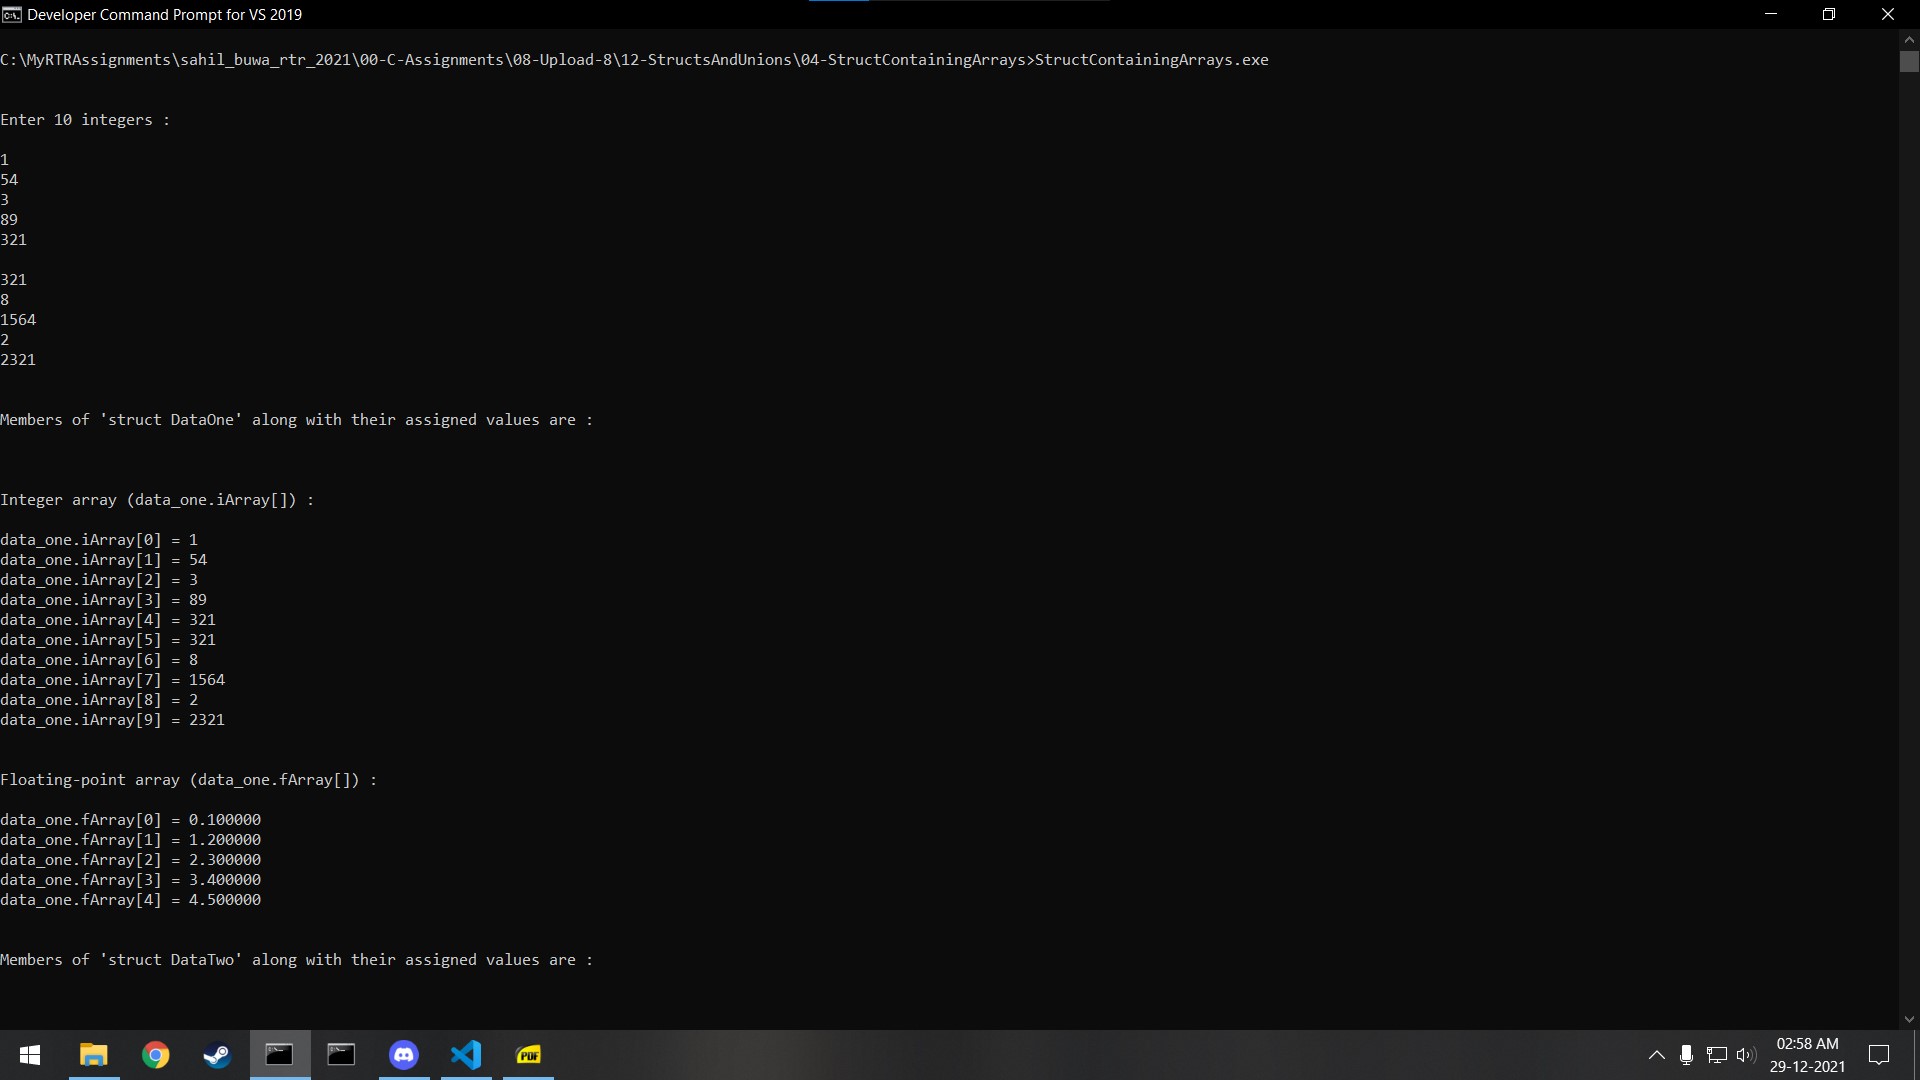 Developer Command Prompt for VS 2019
C:\MyRTRAssignments\sahil_buwa_rtr_2021\00-C-Assignments\08-Upload-8\12-StructsAndUnions\04-StructContainingArrays>StructContainingArrays.exe
Enter 10 integers :
1
54
3
89
321
321
8
1564
2
2321
Members of 'struct DataOne' along with their assigned values are :
Integer array (data_one.iArray[]) :
data_one.iArray[0] = 1
data_one.iArray[1] = 54
data_one.iArray[2] = 3
data_one.iArray[3] = 89
data_one.iArray[4] = 321
data_one.iArray[5] = 321
data_one.iArray[6] = 8
data_one.iArray[7] = 1564
data_one.iArray[8] = 2
data_one.iArray[9] = 2321
Floating-point array (data_one.fArray[]) :
data_one.fArray[0] = 0.100000
data_one.fArray[1] = 1.200000
data_one.fArray[2] = 2.300000
data_one.fArray[3] = 3.400000
data_one.fArray[4] = 4.500000
Members of 'struct DataTwo' along with their assigned values are :
PDF
02:58 AM
29-12-2021